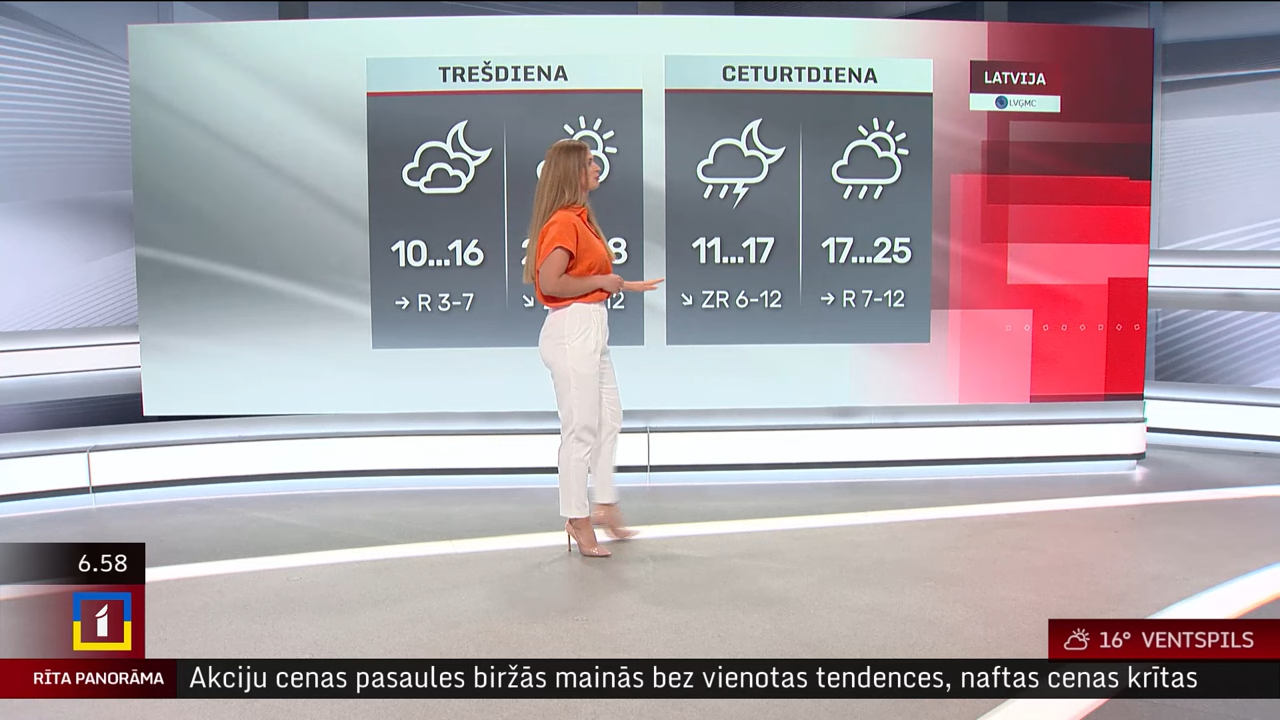 TREŠDIENA
CETURTDIENA
LATVIJA
LVĢMC
10...16
11...17
17...25
R 3-7
ZR 6-12
R 7-12
6.58
1
16° VENTSPILS
RĪTA PANORĀMA
Akciju cenas pasaules biržās mainās bez vienotas tendences, naftas cenas krītas